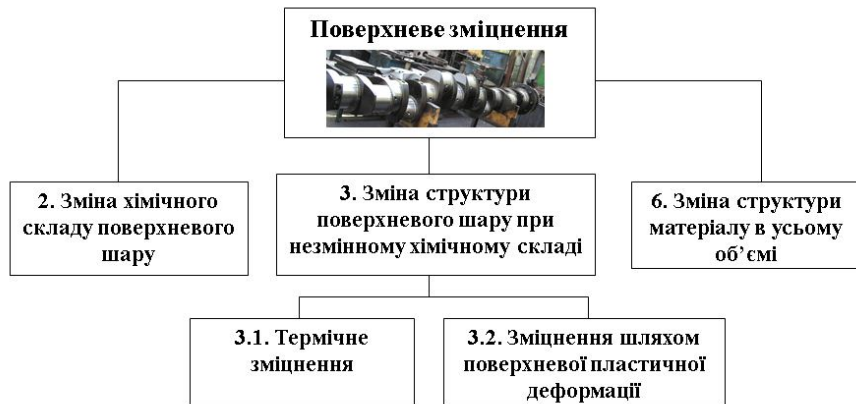 Поверхневе зміцнення
2. Зміна хімічного
складу поверхневого
шару
3. Зміна структури
поверхневого шару при
незмінному хімічному складі
6. Зміна структури
матеріалу в усьому
об’ємі
3.1. Термічне
зміцнення
3.2. Зміцнення шляхом
поверхневої пластичної
деформації